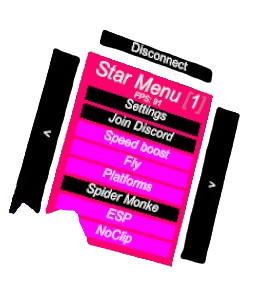 Disconnect
Star Menu [1]
FPS: 91
Settings
Join Discord
Speed boost
Fly
Platforms
Spider Monke
ESP
NoClip
<
>